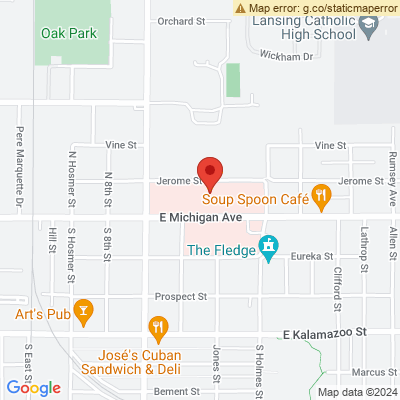 Map error: g.co/staticmaperror
Orchard St
Lansing Catholic
High School
Oak Park
Wickham Dr
Vine St
Vine St
Pere Marquette Dr
N Hosmer St
N 8th St
Jerome St
Jerome St
Rumsey Ave
Soup Spoon Café
E Michigan Ave
Hill St
S Hosmer St
S 8th St
The Fledge
Eureka St
Lathrop St
Allen St
Clifford St
Prospect St
Art's Pub
E Kalamazoo St
José's Cuban
Sandwich & Deli
S East St
Jones St
S Holmes St
Marcus St
Bement St
Google
Map data ©2024